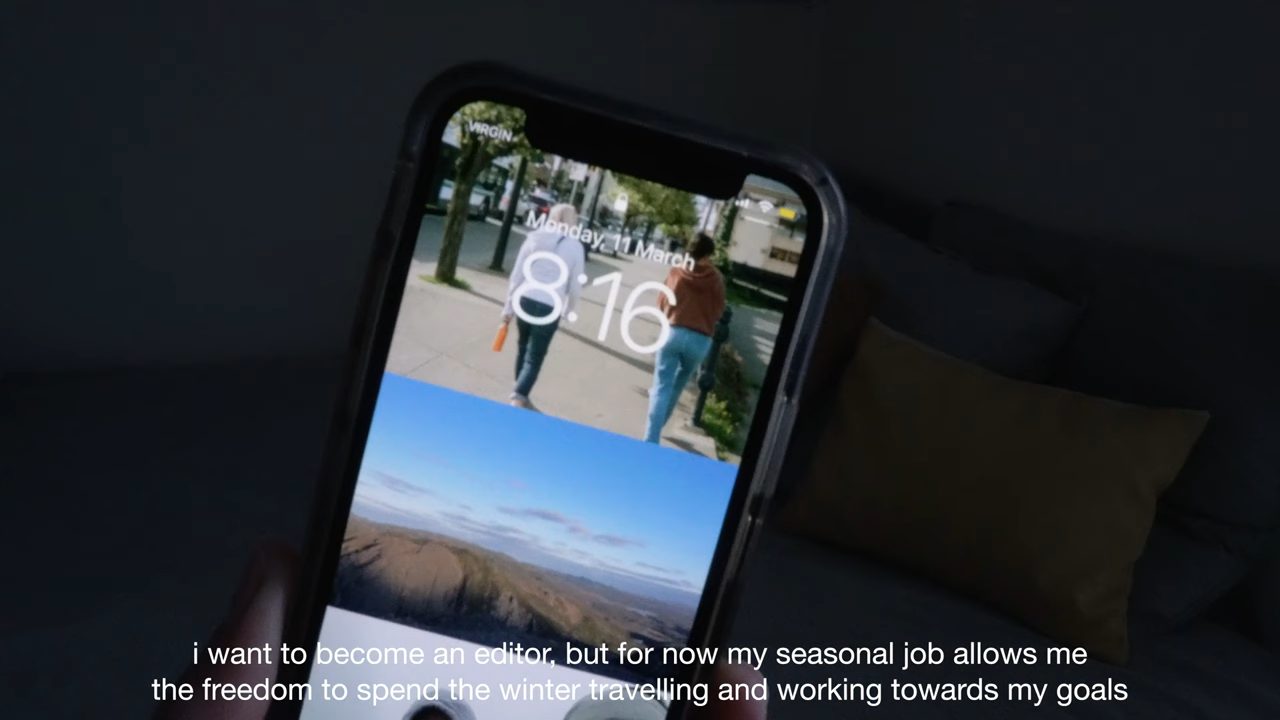 VIRGIN
Monday, 11 March
8:16
i want to become an editor, but for now my seasonal job allows me
the freedom to spend the winter travelling and working towards my goals